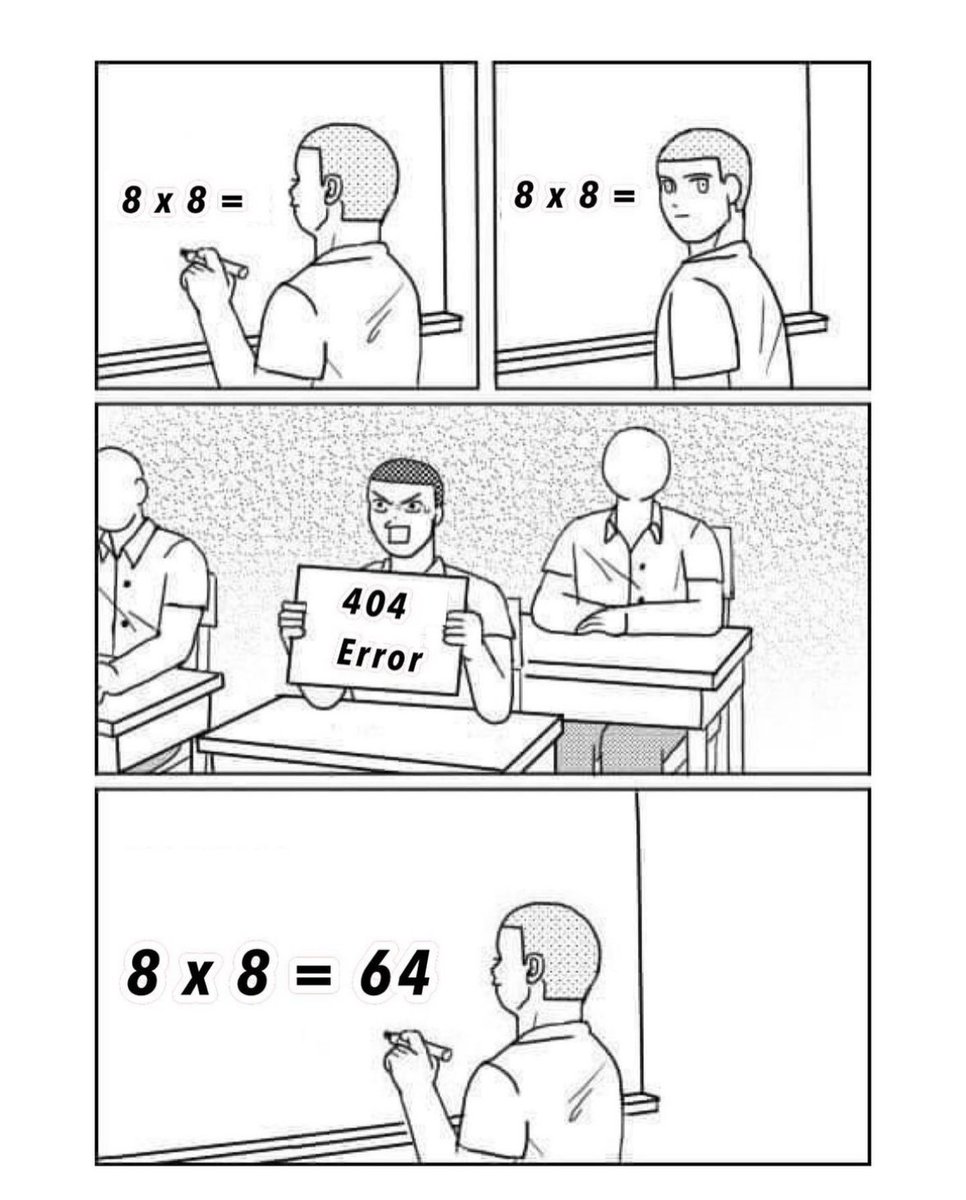 8 x 8 =
8 x 8 =
404
Error
8 x 8 = 64